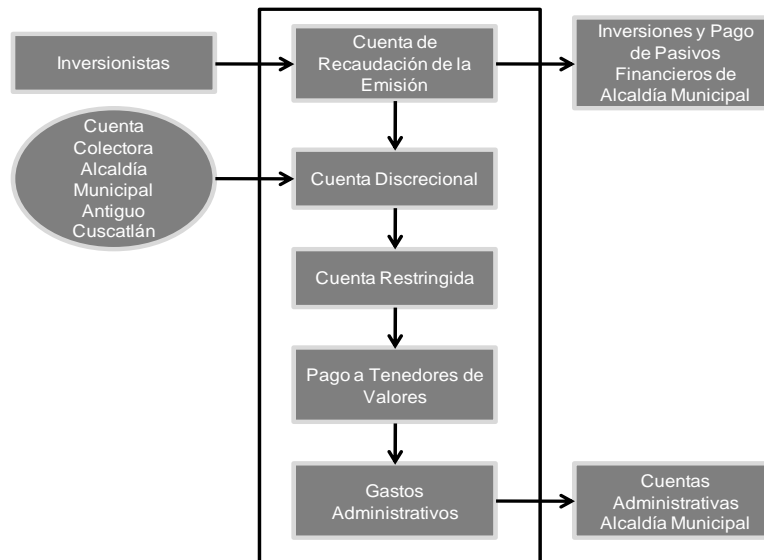 Inversionistas
Cuenta de
Recaudación de la
Emisión
Inversiones y Pago
de Pasivos
Financieros de
Alcaldía Municipal
Cuenta
Colectora
Alcaldía
Municipal
Antiguo
Cuscatlán
Cuenta Discrecional
Cuenta Restringida
Pago a Tenedores de
Valores
Gastos
Administrativos
Cuentas
Administrativas
Alcaldía Municipal